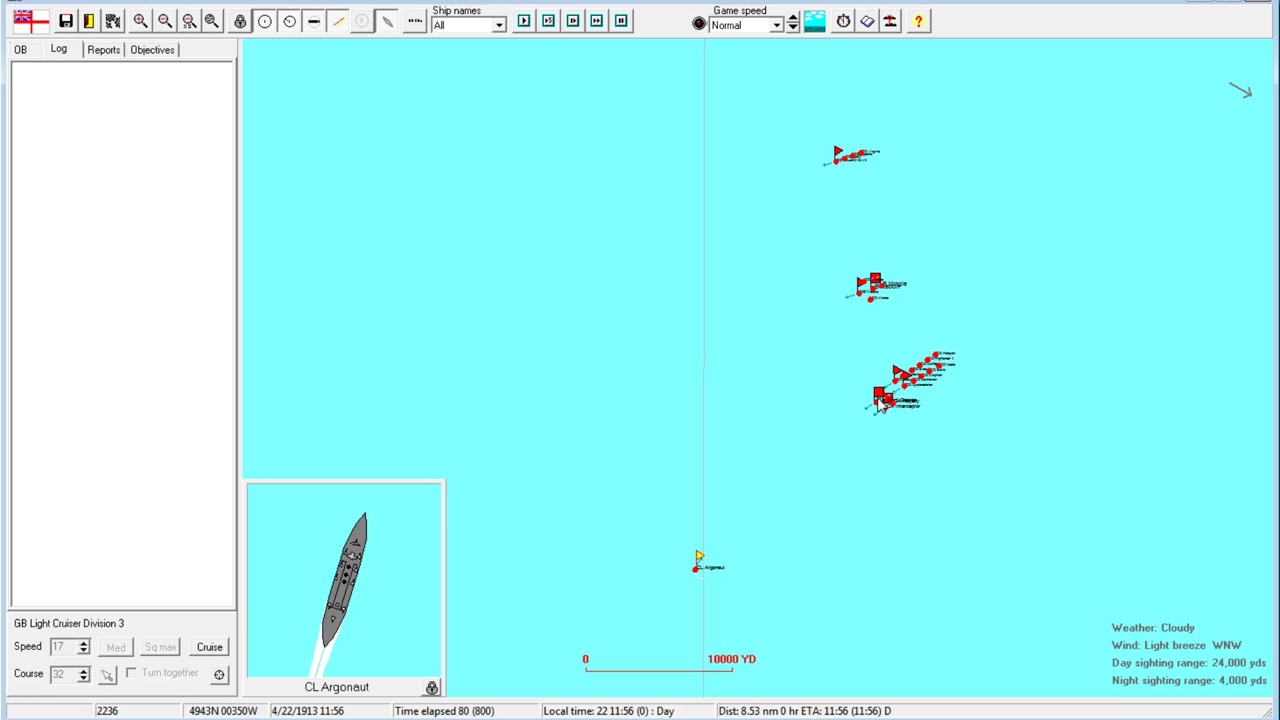 Ship names
Game speed
All
Normal
OB
Log
Reports
Objectives
CL Argonaut
GB Light Cruiser Division 3
Speed
17
Med
Sq max
Cruise
Course
32
Turn together
CL Argonaut
0
10000 YD
Weather: Cloudy
Wind: Light breeze WNW
Day sighting range: 24,000 yds
Night sighting range: 4,000 yds
2236
4943N 00350W
4/22/1913 11:56
Time elapsed 80 (800)
Local time: 22 11:56 (0) : Day
Dist: 8.53 nm 0 hr ETA: 11:56 (11:56) D